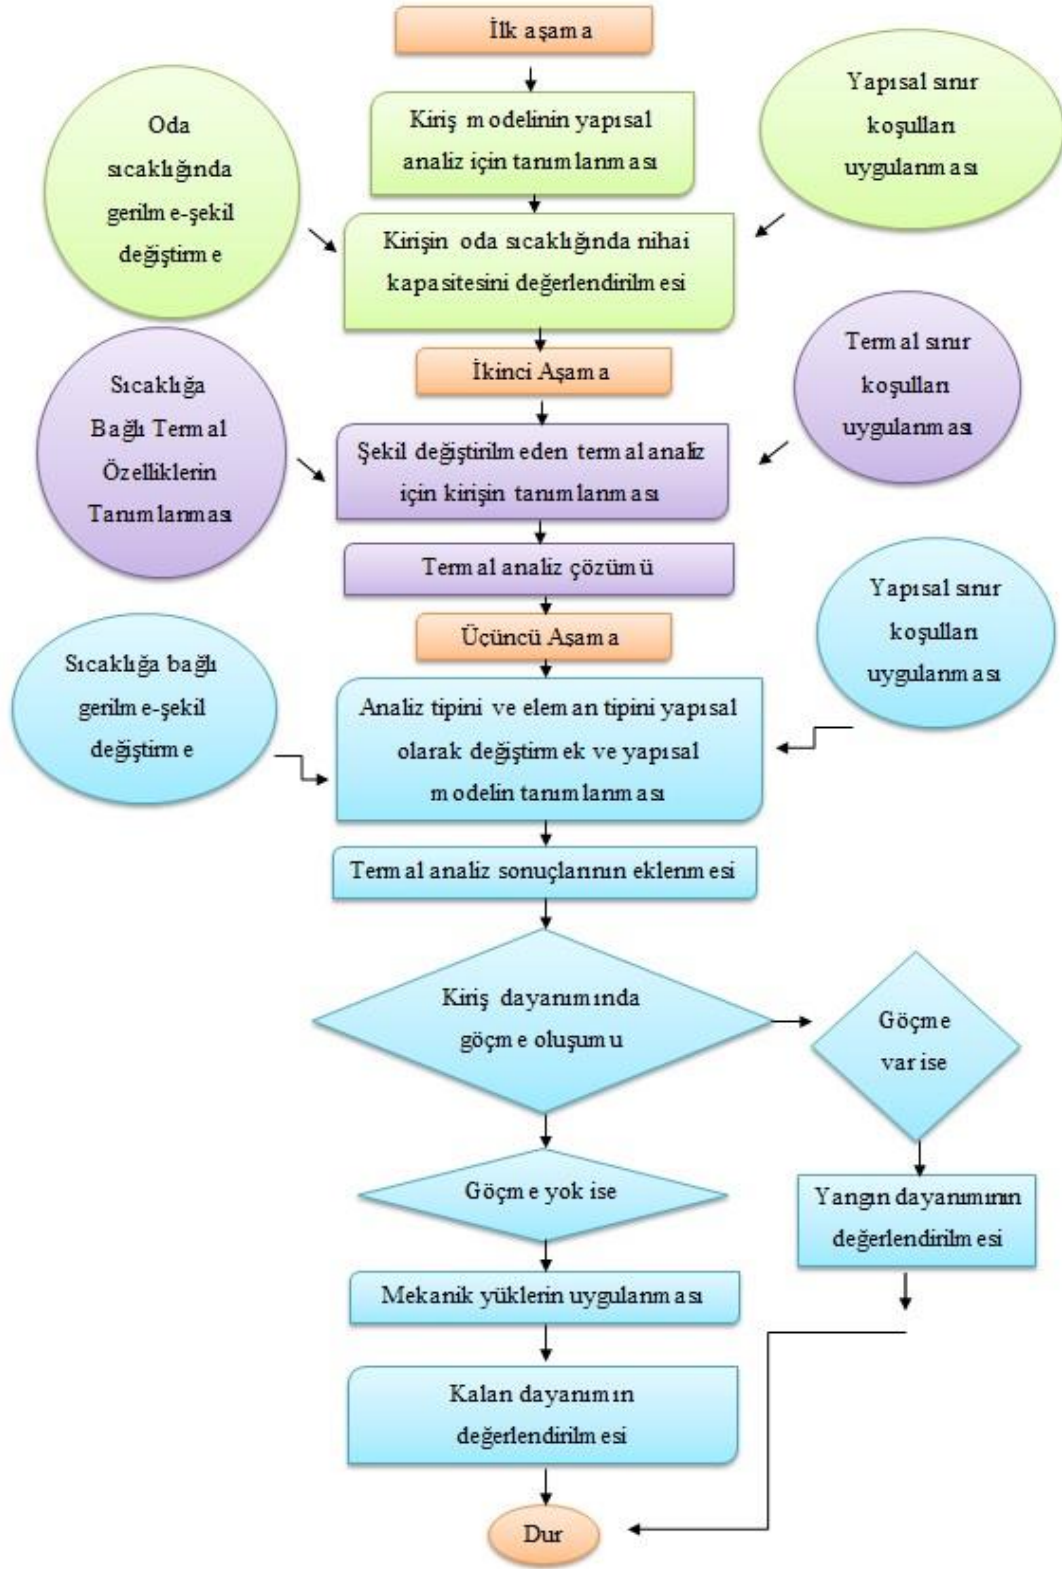 İlk aşama
Kiriş modelinin yapısal
analiz için tanımlanması
Oda
sıcaklığında
gerilme-şekil
değiştirme
Yapısal sınır
koşulları
uygulanması
Kirişin oda sıcaklığında nihai
kapasitesini değerlendirilmesi
İkinci Aşama
Sıcaklığa
Bağlı Termal
Özelliklerin
Tanımlanması
Termal sınır
koşulları
uygulanması
Şekil değiştirilmeden termal analiz
için kirişin tanımlanması
Termal analiz çözümü
Üçüncü Aşama
Sıcaklığa bağlı
gerilme-şekil
değiştirme
Yapısal sınır
koşulları
uygulanması
Analiz tipini ve eleman tipini yapısal
olarak değiştirmek ve yapısal
modelin tanımlanması
Termal analiz sonuçlarının eklenmesi
Kiriş dayanımında
göçme oluşumu
Göçme
var ise
Göçme yok ise
Yangın dayanımının
değerlendirilmesi
Mekanik yüklerin uygulanması
Kalan dayanımın
değerlendirilmesi
Dur